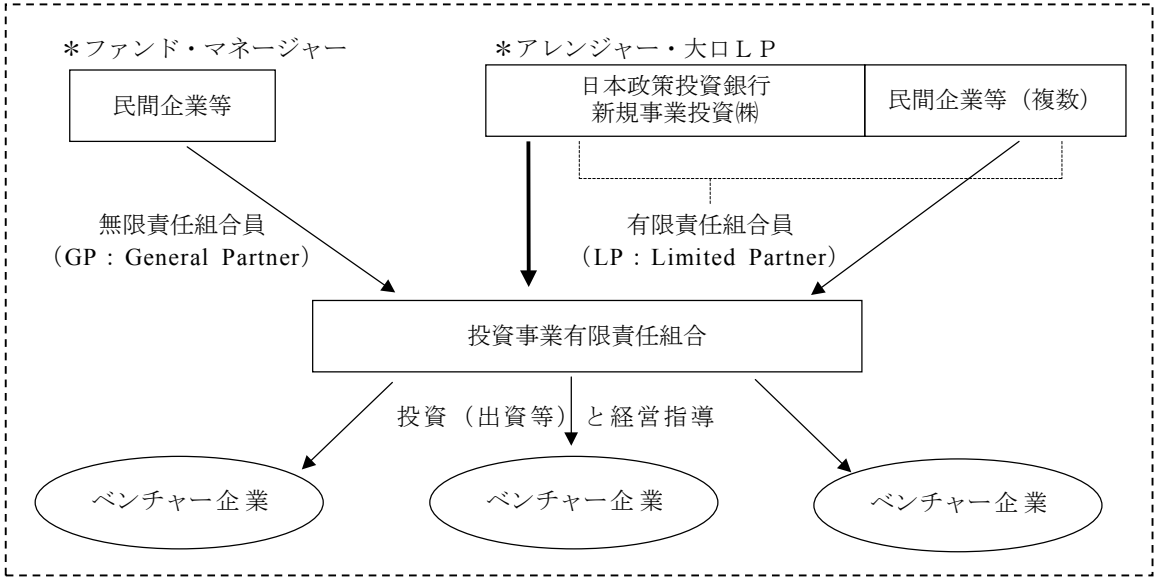 ＊ファンド・マネージャー
民間企業等
＊アレンジャー・大口ＬＰ
日本政策投資銀行
新規事業投資㈱
民間企業等（複数）
無限責任組合員
（GP：General Partner）
有限責任組合員
（LP：Limited Partner）
投資事業有限責任組合
投資（出資等）と経営指導
ベンチャー企業
ベンチャー企業
ベンチャー企業